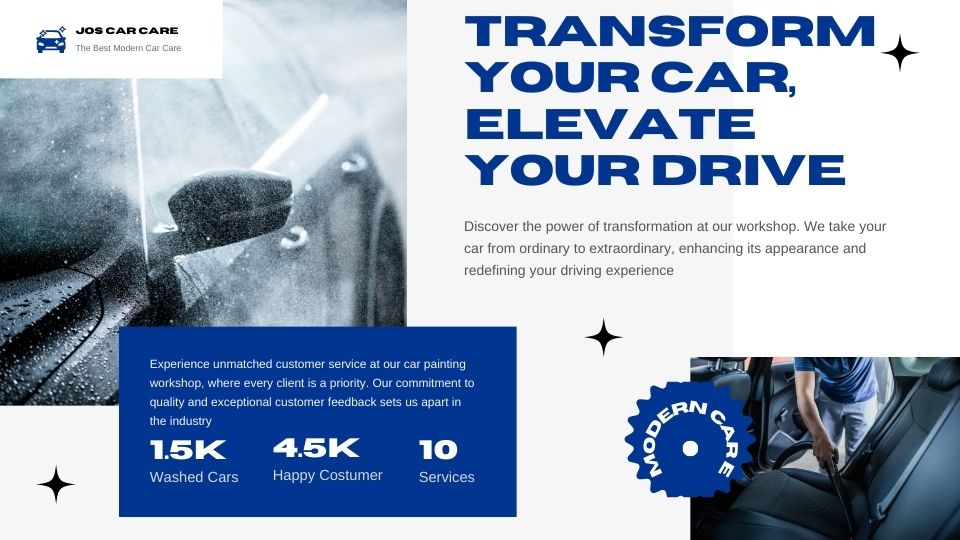 JOS CAR CARE
The Best Modern Car Care
TRANSFORM
YOUR CAR,
ELEVATE
YOUR DRIVE
Discover the power of transformation at our workshop. We take your
car from ordinary to extraordinary, enhancing its appearance and
redefining your driving experience
Experience unmatched customer service at our car painting
workshop, where every client is a priority. Our commitment to
quality and exceptional customer feedback sets us apart in
the industry
1.5K
Washed Cars
4.5K
Happy Costumer
10
Services
MODERN CARE